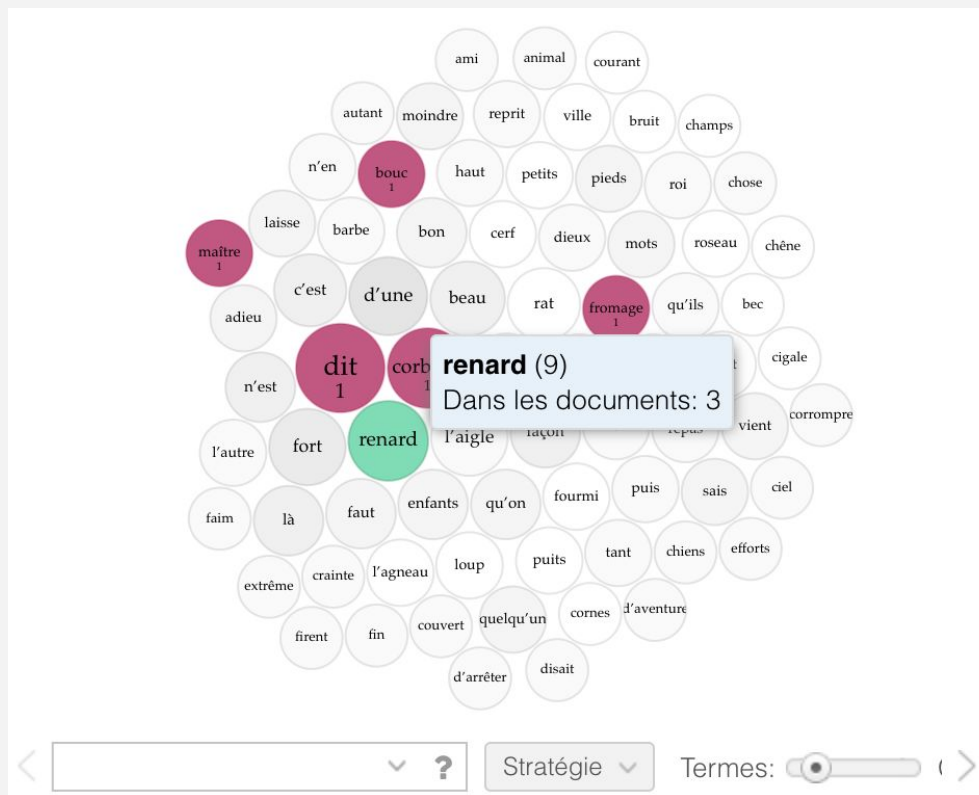 ami animal courant
autant moindre reprit ville bruit champs
n'en bouc haut petits pieds roi chose
1
laisse barbe bon cerf dieux mots roseau chêne
maître
1
c'est d'une beau rat fromage qu'ils bec
1
adieu
dit cigale
1
renard (9)
Dans les documents: 3
n'est
l'autre fort renard l'aigle façon vient corrompre
faim là faut enfants qu'on fourmi puis sais ciel
extrême crainte l'agneau loup puits tant chiens efforts
firent fin couvert quelqu'un cornes d'aventure
d'arrêter disait
? Stratégie Termes: